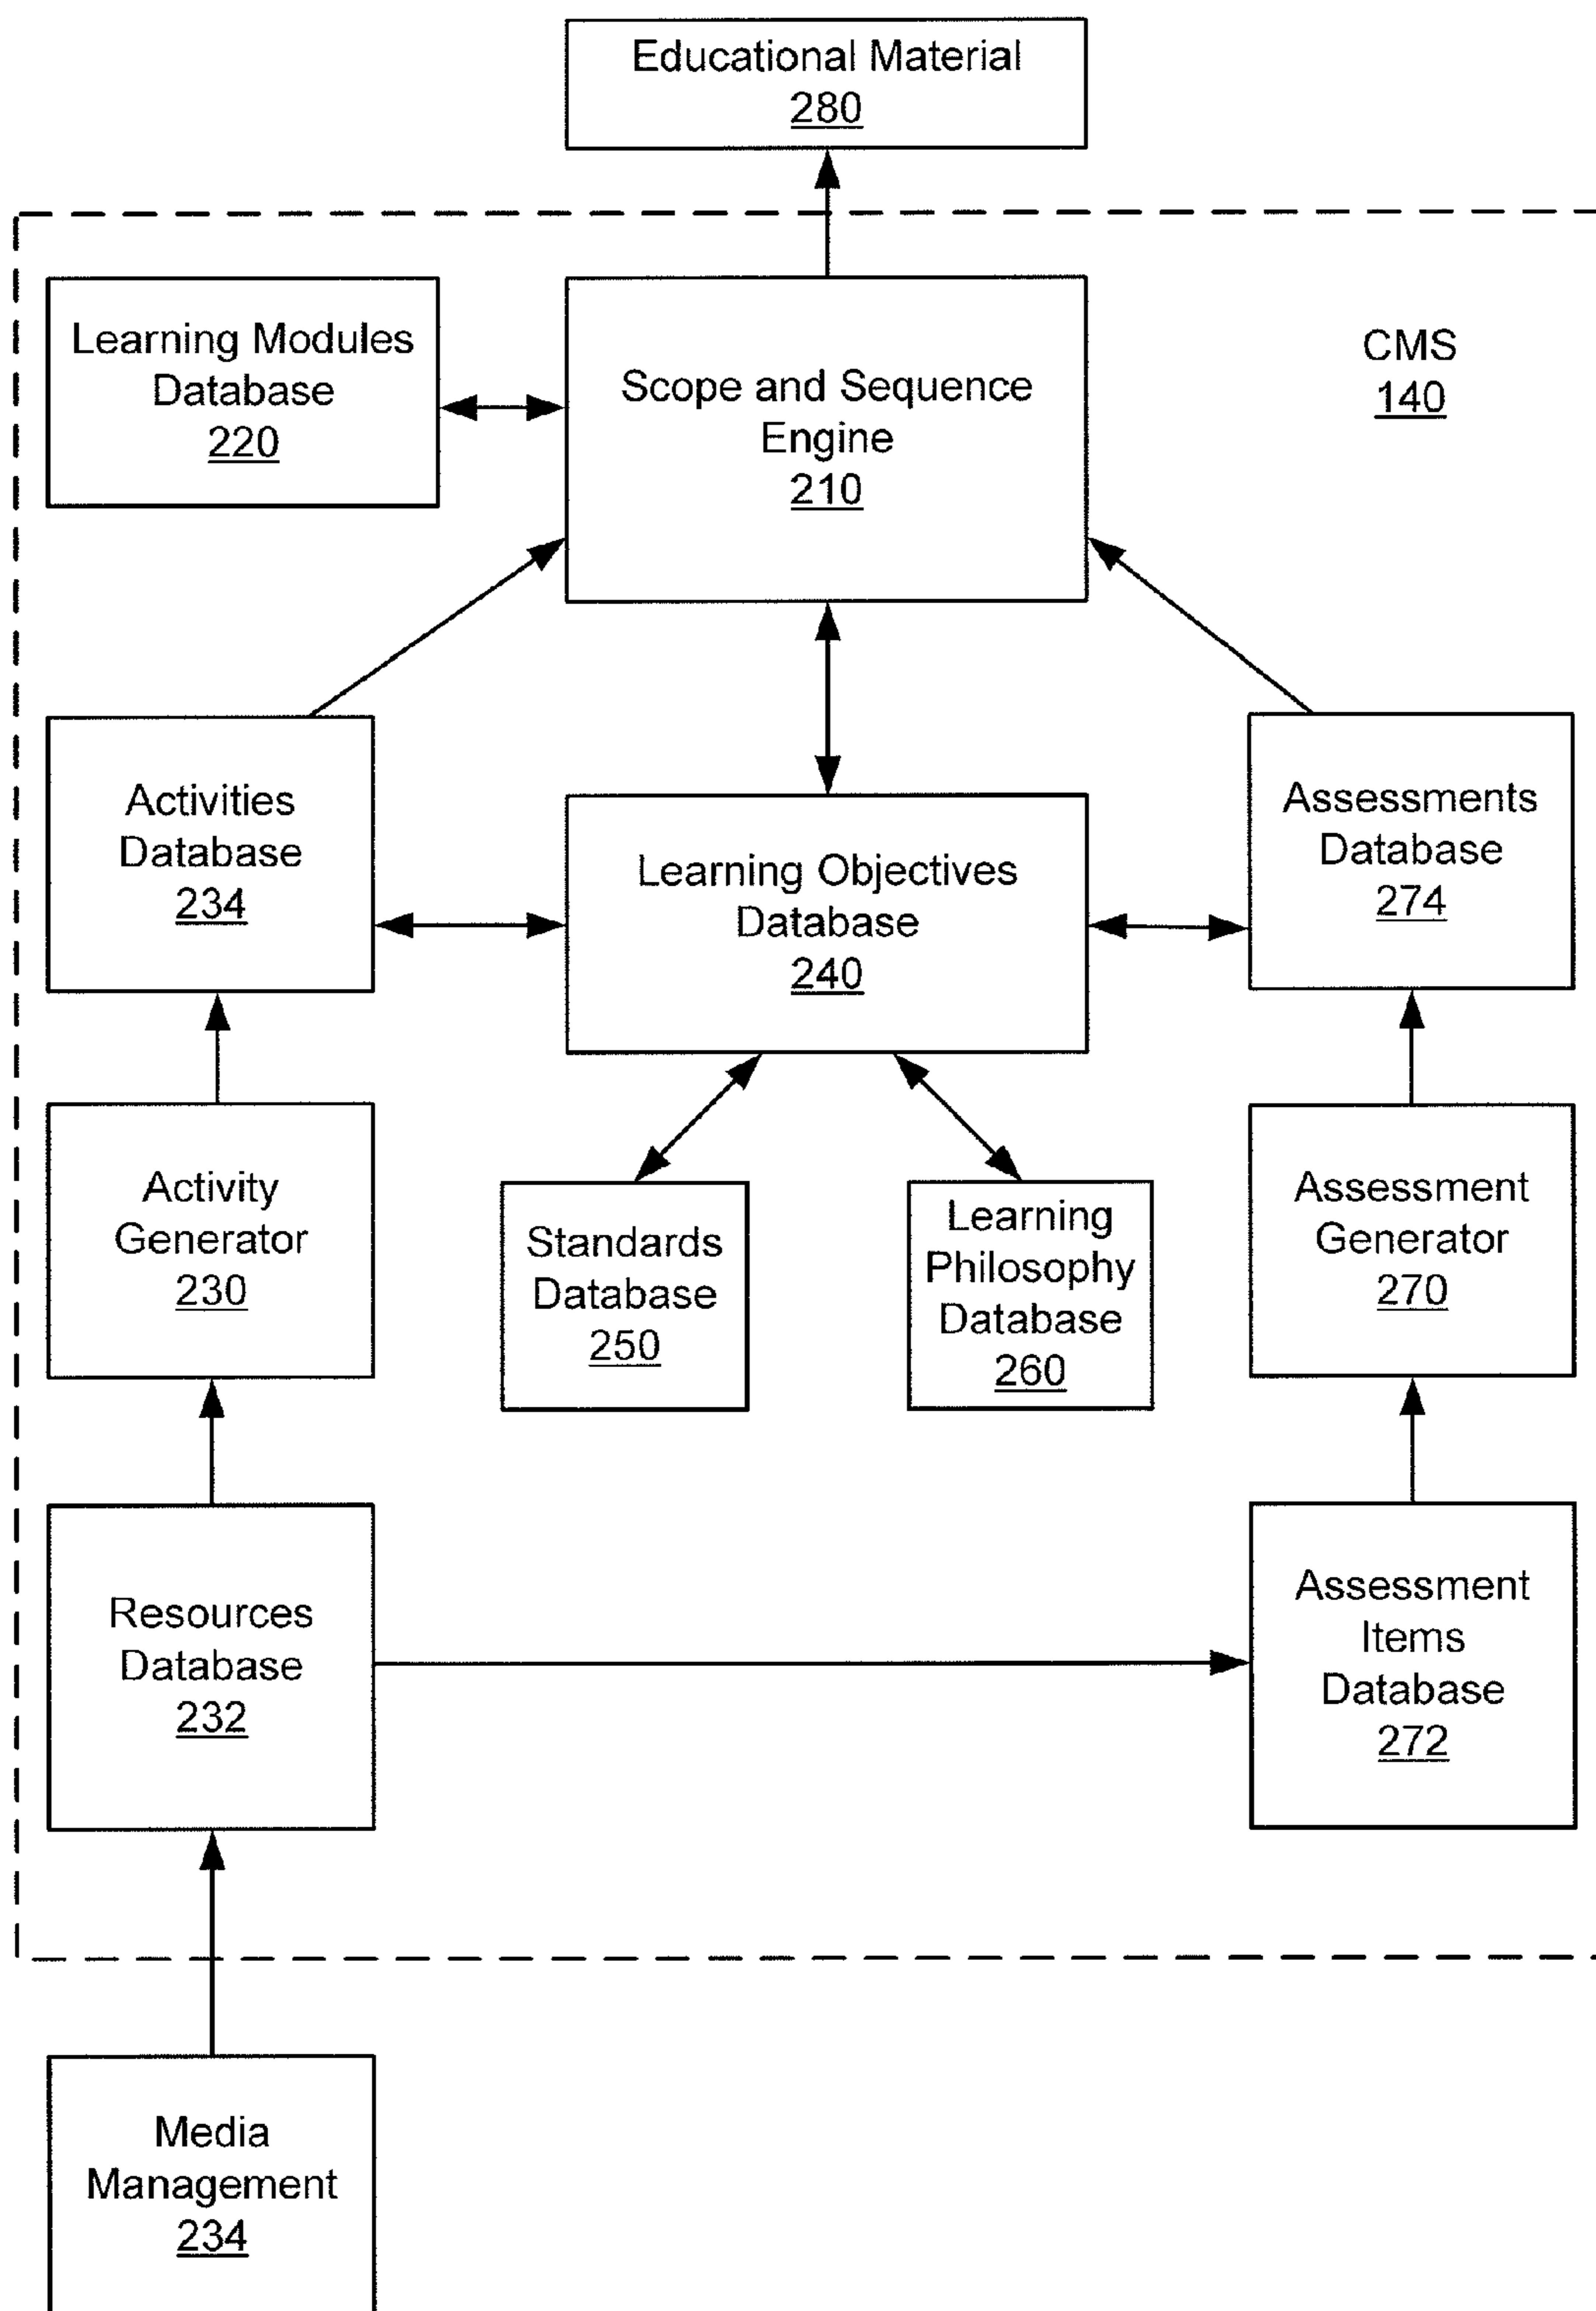 Educational Material
280
Learning Modules
Database
220
Scope and Sequence
Engine
210
CMS
140
Activities
Database
234
Learning Objectives
Database
240
Assessments
Database
274
Activity
Generator
230
Standards
Database
250
Learning
Philosophy
Database
260
Assessment
Generator
270
Resources
Database
232
Assessment
Items
Database
272
Media
Management
234